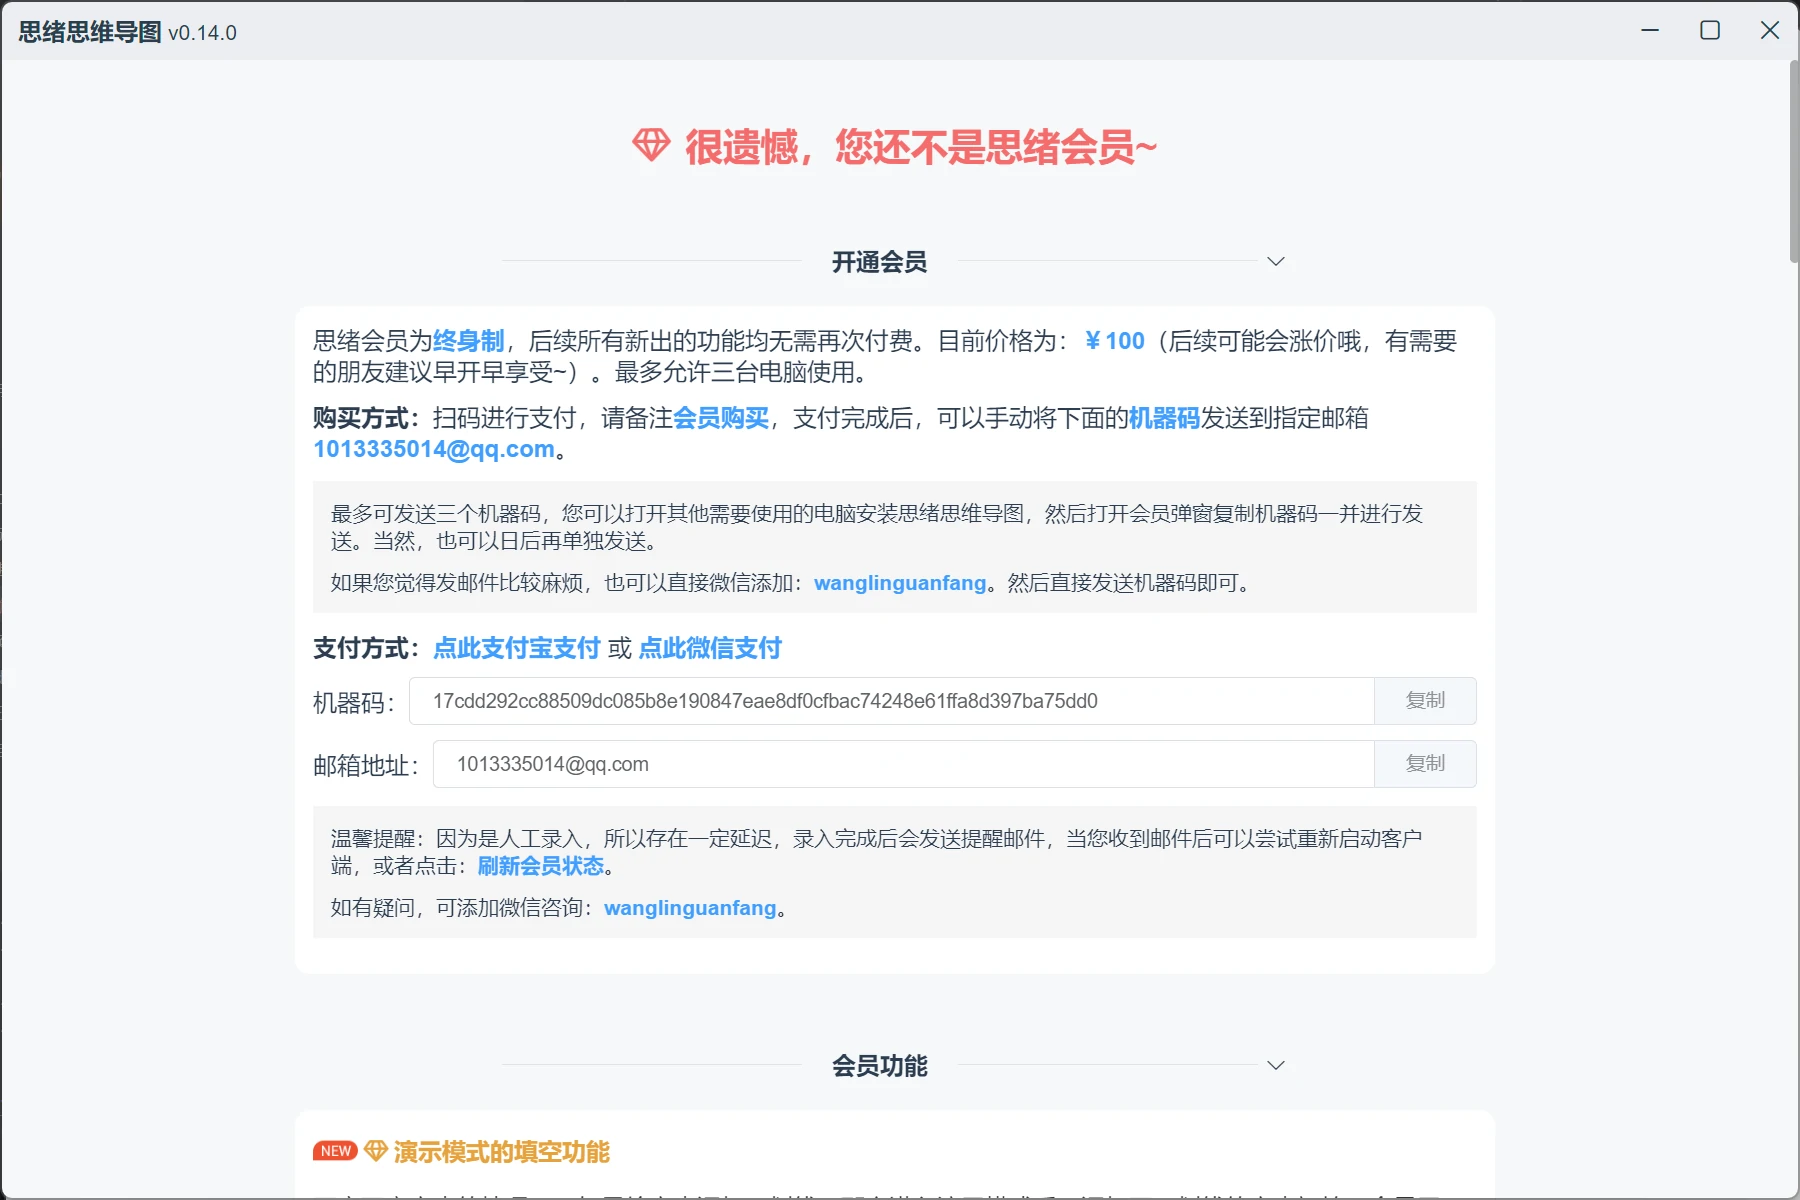 思绪思维导图 v0.14.0
很遗憾，您还不是思绪会员~
开通会员
思绪会员为终身制，后续所有新出的功能均无需再次付费。目前价格为：￥100（后续可能会涨价哦，有需要
的朋友建议早开早享受~）。最多允许三台电脑使用。
购买方式：扫码进行支付，请备注会员购买，支付完成后，可以手动将下面的机器码发送到指定邮箱
1013335014@qq.com。
最多可发送三个机器码，您可以打开其他需要使用的电脑安装思绪思维导图，然后打开会员弹窗复制机器码一并进行发
送。当然，也可以日后再单独发送。
如果您觉得发邮件比较麻烦，也可以直接微信添加：wanglinguanfang。然后直接发送机器码即可。
支付方式：点此支付宝支付 或 点此微信支付
机器码： 17cdd292cc88509dc085b8e190847eae8df0cfbac74248e61ffa8d397ba75dd0 复制
邮箱地址： 1013335014@qq.com 复制
温馨提醒：因为是人工录入，所以存在一定延迟，录入完成后会发送提醒邮件，当您收到邮件后可以尝试重新启动客户
端，或者点击：刷新会员状态。
如有疑问，可添加微信咨询：wanglinguanfang。
会员功能
NEW 演示模式的填空功能